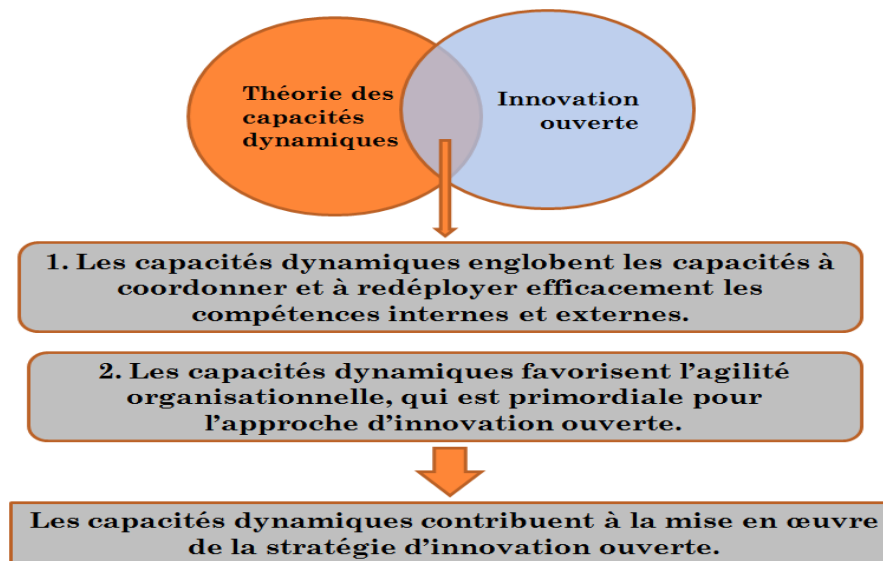 Théorie des
capacités
dynamiques
Innovation
ouverte
1. Les capacités dynamiques englobent les capacités à
coordonner et à redéployer efficacement les
compétences internes et externes.
2. Les capacités dynamiques favorisent l’agilité
organisationnelle, qui est primordiale pour
l’approche d’innovation ouverte.
Les capacités dynamiques contribuent à la mise en œuvre
de la stratégie d’innovation ouverte.